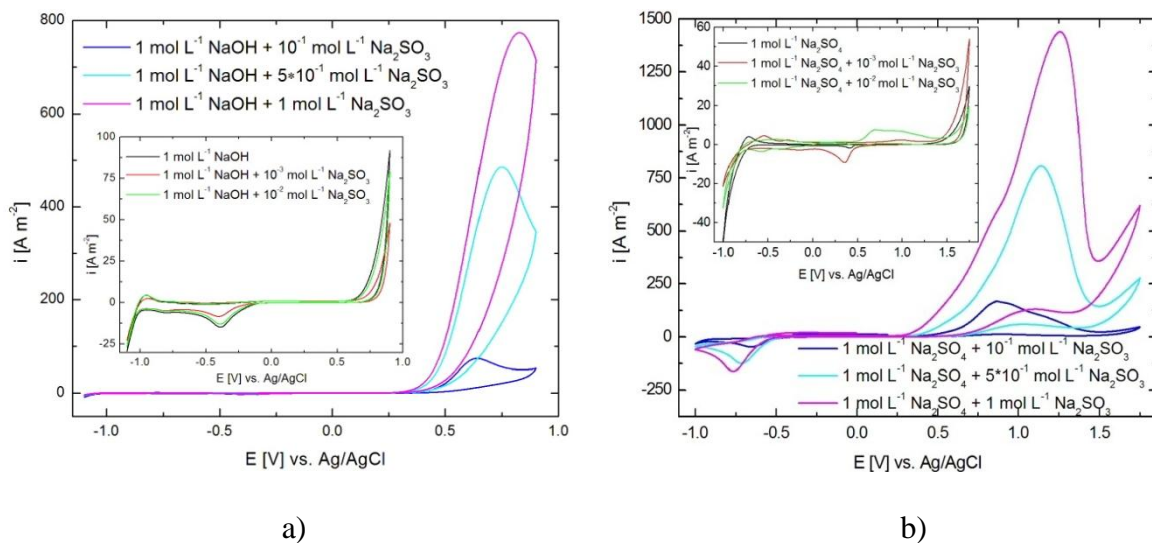 800
600
400
200
0
i [A m⁻²]
1 mol L⁻¹ NaOH + 10⁻¹ mol L⁻¹ Na₂SO₃
1 mol L⁻¹ NaOH + 5*10⁻¹ mol L⁻¹ Na₂SO₃
1 mol L⁻¹ NaOH + 1 mol L⁻¹ Na₂SO₃
100
75
50
25
0
-25
i [A m⁻²]
1 mol L⁻¹ NaOH
1 mol L⁻¹ NaOH + 10⁻³ mol L⁻¹ Na₂SO₃
1 mol L⁻¹ NaOH + 10⁻² mol L⁻¹ Na₂SO₃
-1.0 -0.5 0.0 0.5 1.0
E [V] vs. Ag/AgCl
-1.0 -0.5 0.0 0.5 1.0
E [V] vs. Ag/AgCl
a)
1500
1250
1000
750
500
250
0
-250
i [A m⁻²]
60
40
20
0
-20
-40
i [A m⁻²]
1 mol L⁻¹ Na₂SO₄
1 mol L⁻¹ Na₂SO₄ + 10⁻³ mol L⁻¹ Na₂SO₃
1 mol L⁻¹ Na₂SO₄ + 10⁻² mol L⁻¹ Na₂SO₃
-1.0 -0.5 0.0 0.5 1.0 1.5
E [V] vs. Ag/AgCl
1 mol L⁻¹ Na₂SO₄ + 10⁻¹ mol L⁻¹ Na₂SO₃
1 mol L⁻¹ Na₂SO₄ + 5*10⁻¹ mol L⁻¹ Na₂SO₃
1 mol L⁻¹ Na₂SO₄ + 1 mol L⁻¹ Na₂SO₃
-1.0 -0.5 0.0 0.5 1.0 1.5
E [V] vs. Ag/AgCl
b)